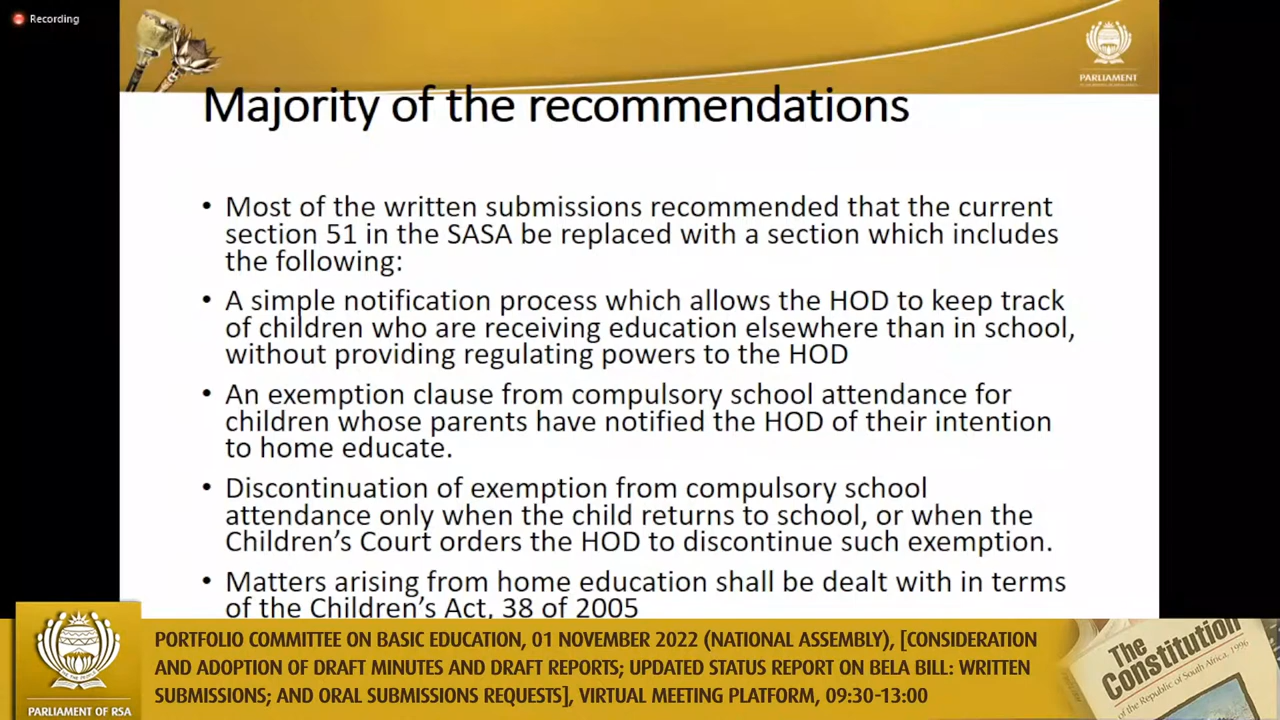 Recording
PARLIAMENT
Majority of the recommendations
• Most of the written submissions recommended that the current
section 51 in the SASA be replaced with a section which includes
the following:
• A simple notification process which allows the HOD to keep track
of children who are receiving education elsewhere than in school,
without providing regulating powers to the HOD
• An exemption clause from compulsory school attendance for
children whose parents have notified the HOD of their intention
to home educate.
• Discontinuation of exemption from compulsory school
attendance only when the child returns to school, or when the
Children's Court orders the HOD to discontinue such exemption.
• Matters arising from home education shall be dealt with in terms
of the Children's Act, 38 of 2005
PORTFOLIO COMMITTEE ON BASIC EDUCATION, 01 NOVEMBER 2022 (NATIONAL ASSEMBLY), [CONSIDERATION
AND ADOPTION OF DRAFT MINUTES AND DRAFT REPORTS; UPDATED STATUS REPORT ON BELA BILL: WRITTEN
SUBMISSIONS; AND ORAL SUBMISSIONS REQUESTS], VIRTUAL MEETING PLATFORM, 09:30-13:00
PARLIAMENT OF RSA
The
Constitution
of the Republic of South Africa, 1996